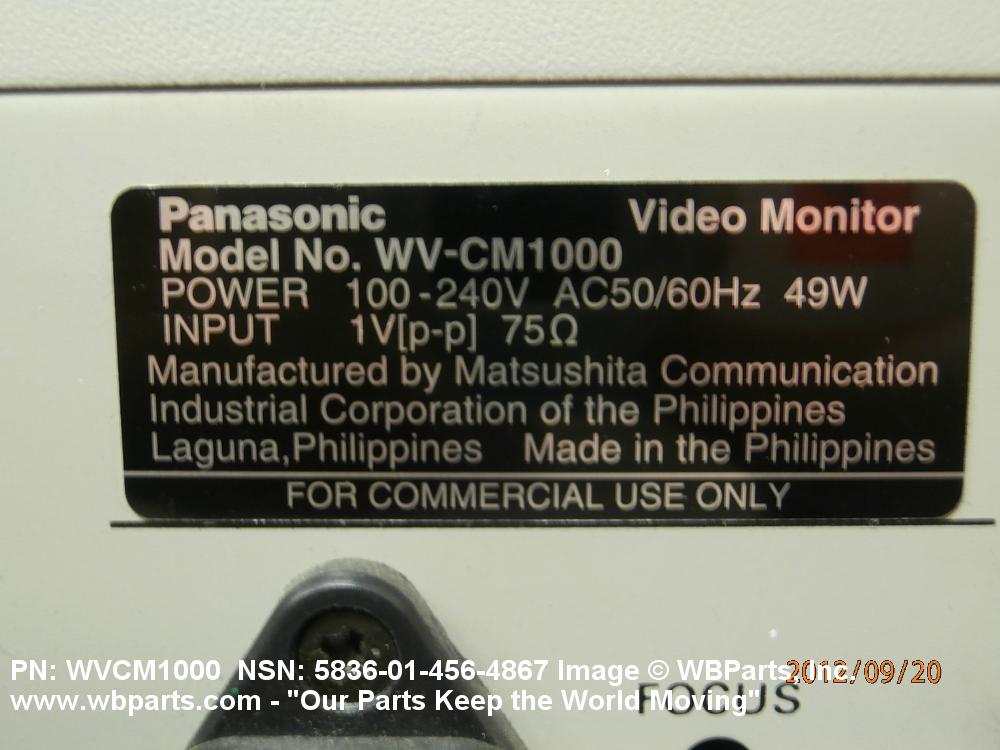 Panasonic Video Monitor
Model No. WV-CM1000
POWER 100-240V AC50/60Hz 49W
INPUT 1V[p-p] 75Ω
Manufactured by Matsushita Communication
Industrial Corporation of the Philippines
Laguna,Philippines Made in the Philippines
FOR COMMERCIAL USE ONLY
PN: WVCM1000 NSN: 5836-01-456-4867 Image © WBParts, Inc.
2012/09/20
www.wbparts.com - "Our Parts Keep the World Moving"
FOCUS